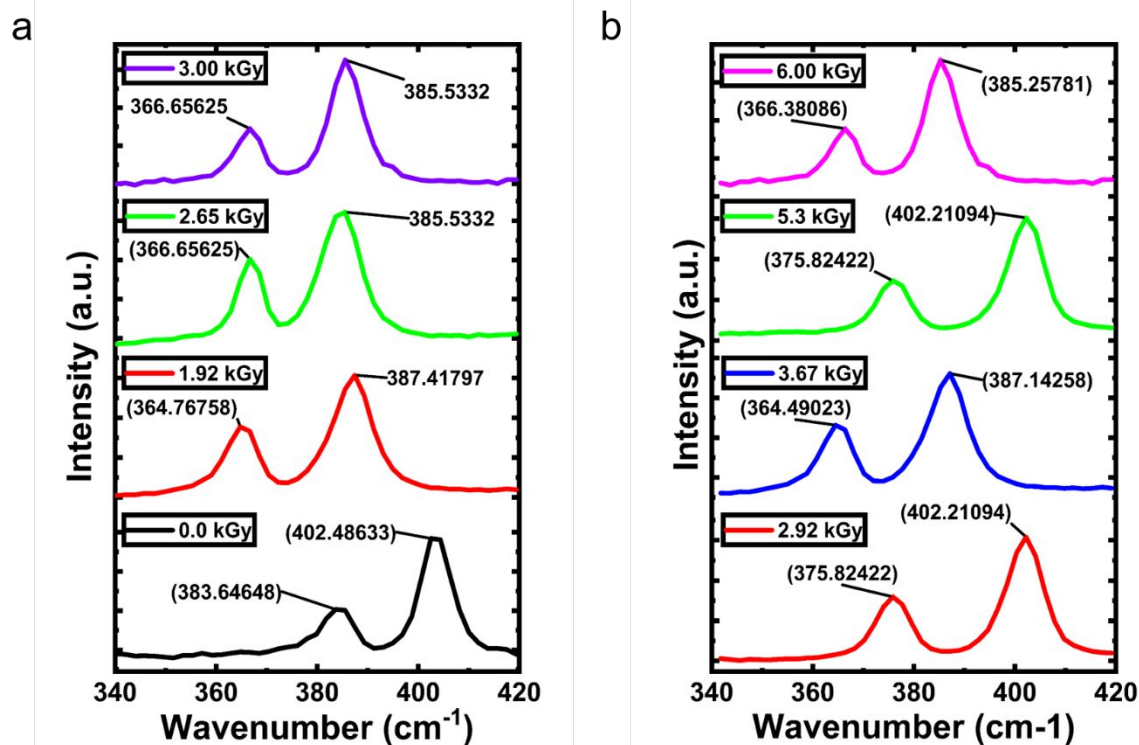 a
3.00 kGy
366.65625
385.5332
2.65 kGy
(366.65625)
385.5332
1.92 kGy
(364.76758)
387.41797
0.0 kGy
(402.48633)
(383.64648)
340 360 380 400 420
Wavenumber (cm-1)
Intensity (a.u.)
b
6.00 kGy
(385.25781)
(366.38086)
5.3 kGy
(402.21094)
(375.82422)
3.67 kGy
(387.14258)
(364.49023)
2.92 kGy
(402.21094)
(375.82422)
340 360 380 400 420
Wavenumber (cm-1)
Intensity (a.u.)